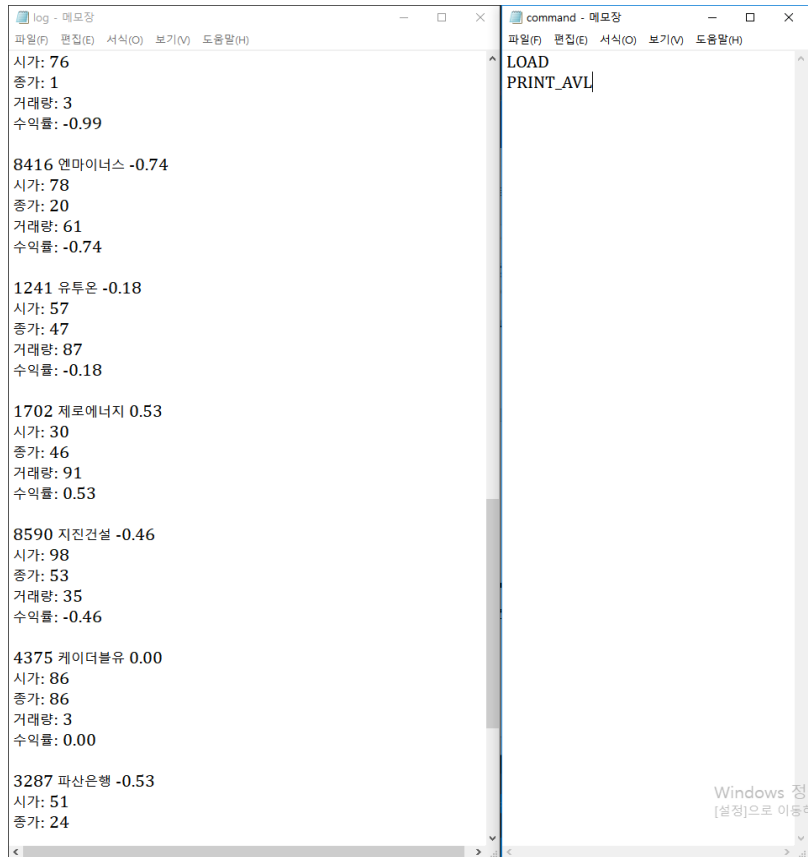 log - 메모장
파일(F) 편집(E) 서식(O) 보기(V) 도움말(H)
시가: 76
종가: 1
거래량: 3
수익률: -0.99
8416 엔마이너스 -0.74
시가: 78
종가: 20
거래량: 61
수익률: -0.74
1241 유투온 -0.18
시가: 57
종가: 47
거래량: 87
수익률: -0.18
1702 제로에너지 0.53
시가: 30
종가: 46
거래량: 91
수익률: 0.53
8590 지진건설 -0.46
시가: 98
종가: 53
거래량: 35
수익률: -0.46
4375 케이더블유 0.00
시가: 86
종가: 86
거래량: 3
수익률: 0.00
3287 파산은행 -0.53
시가: 51
종가: 24
command - 메모장
파일(F) 편집(E) 서식(O) 보기(V) 도움말(H)
LOAD
PRINT_AVL
Windows 정
[설정]으로 이동